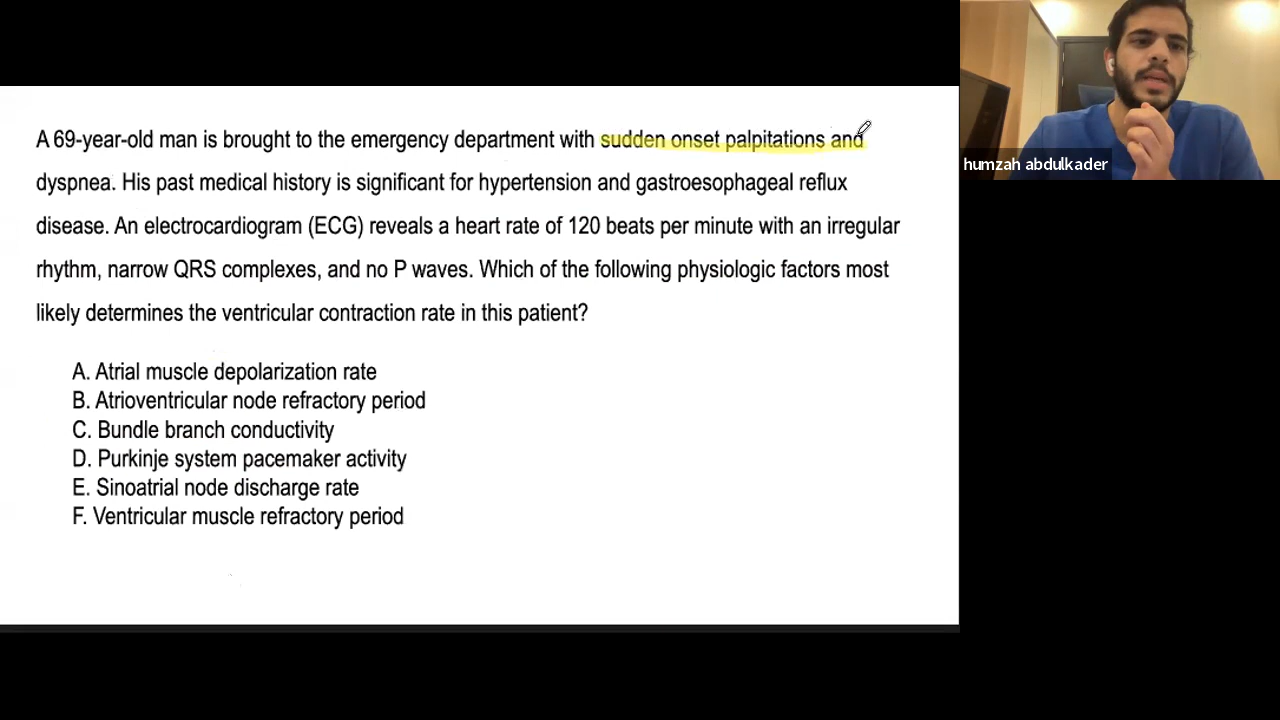 A 69-year-old man is brought to the emergency department with sudden onset palpitations and
dyspnea. His past medical history is significant for hypertension and gastroesophageal reflux
disease. An electrocardiogram (ECG) reveals a heart rate of 120 beats per minute with an irregular
rhythm, narrow QRS complexes, and no P waves. Which of the following physiologic factors most
likely determines the ventricular contraction rate in this patient?
A. Atrial muscle depolarization rate
B. Atrioventricular node refractory period
C. Bundle branch conductivity
D. Purkinje system pacemaker activity
E. Sinoatrial node discharge rate
F. Ventricular muscle refractory period
humzah abdulkader